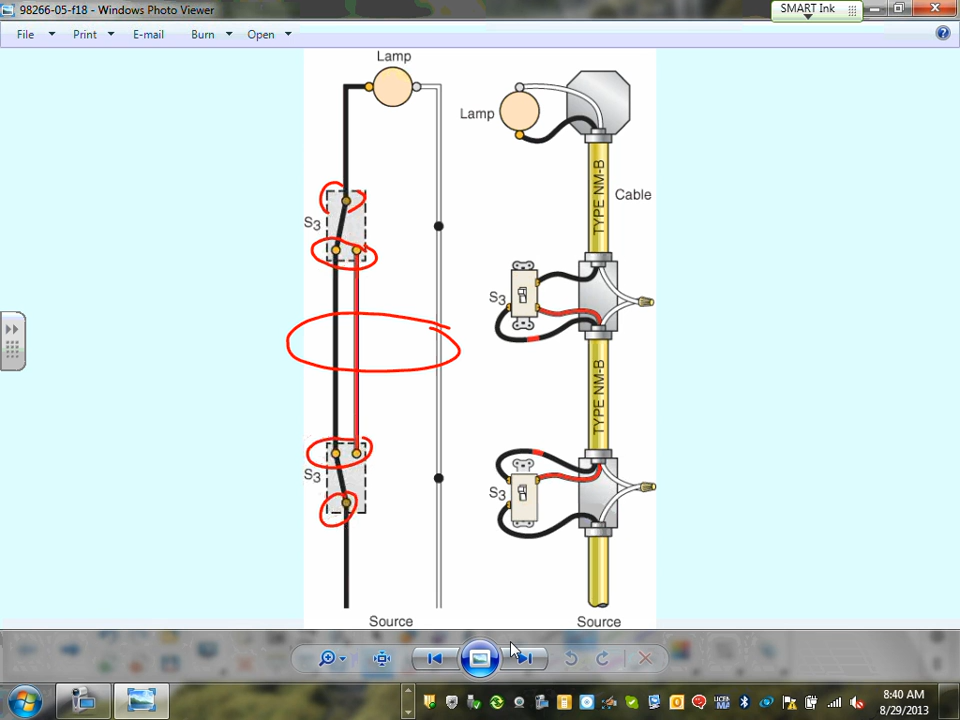 98266-05-f18 - Windows Photo Viewer
SMART Ink
File Print E-mail Burn Open
Lamp
Lamp
TYPE NM-B
Cable
S3
S3
TYPE NM-B
S3
S3
Source
Source
8:40 AM
8/29/2013